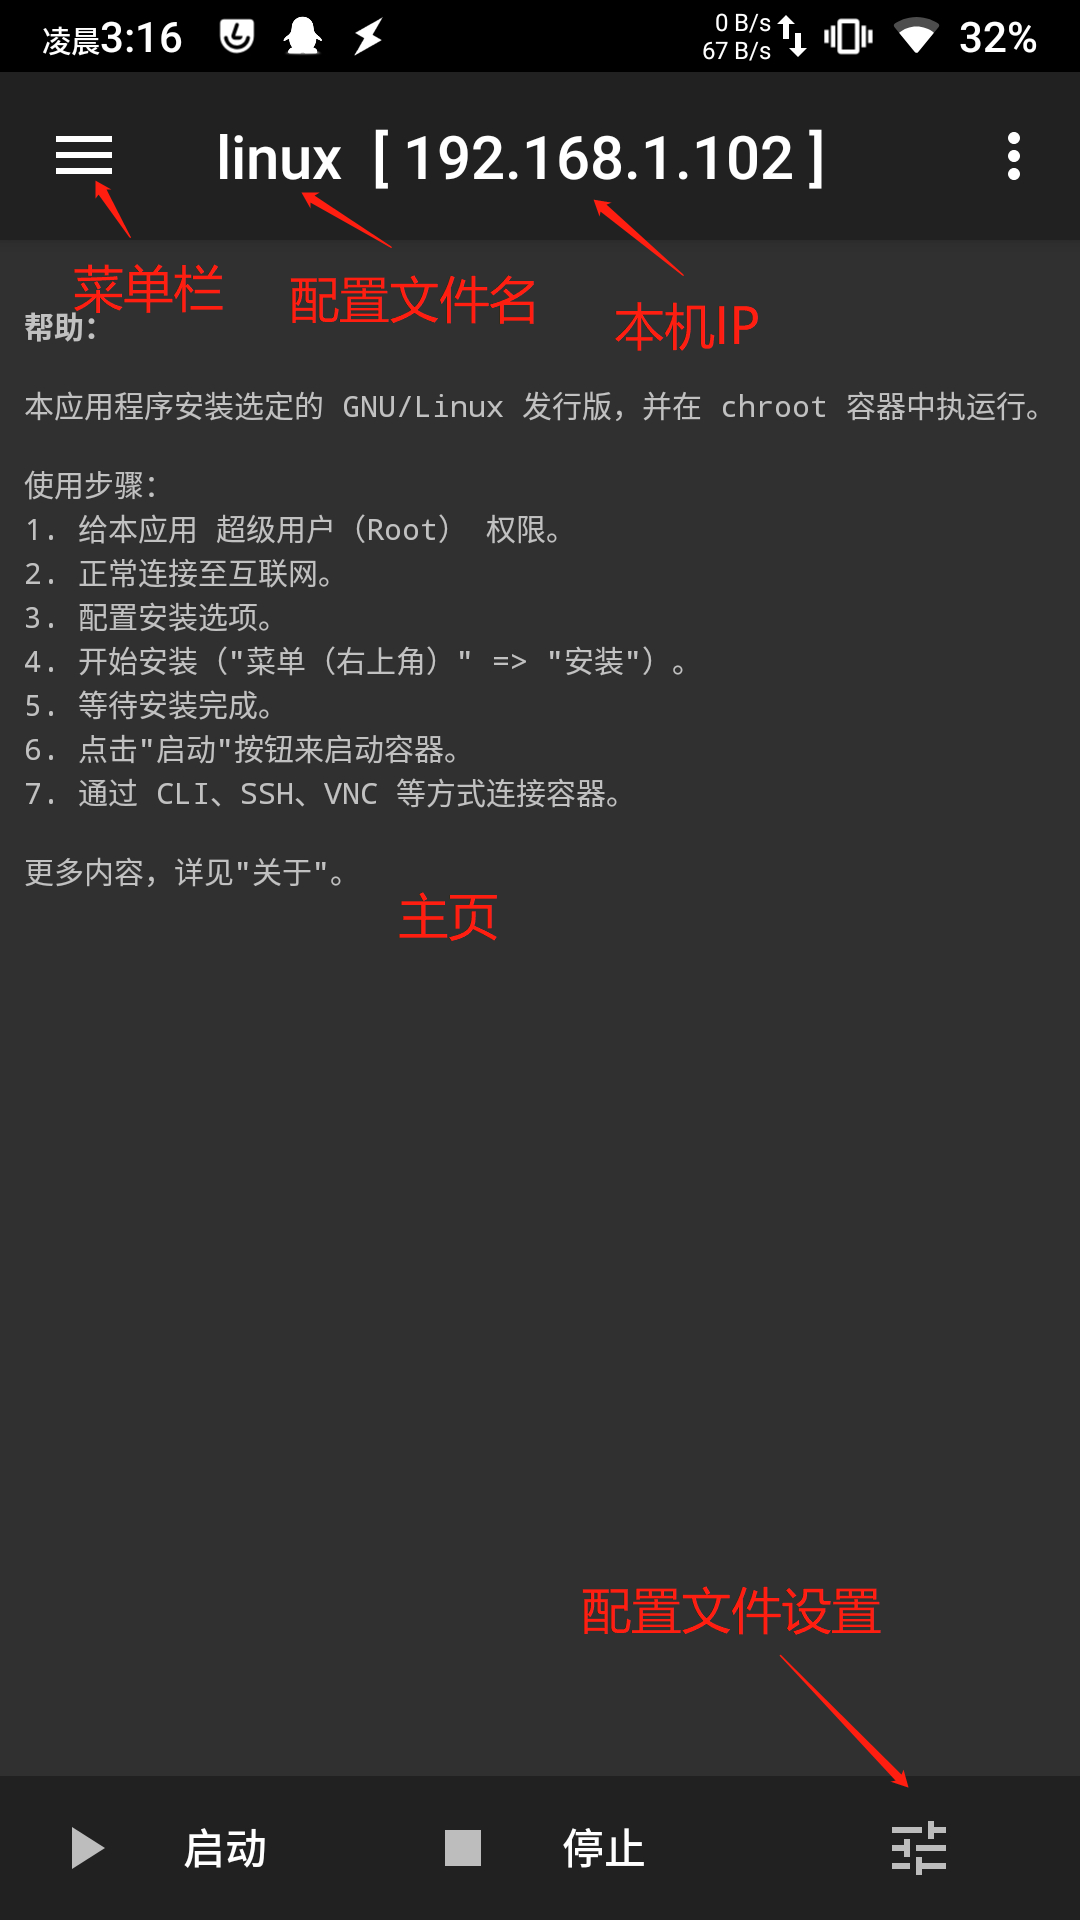 凌晨3:16
0 B/s
67 B/s
32%
linux [ 192.168.1.102 ]
菜单栏
配置文件名
本机IP
帮助：
本应用程序安装选定的 GNU/Linux 发行版，并在 chroot 容器中执运行。
使用步骤：
1. 给本应用 超级用户（Root） 权限。
2. 正常连接至互联网。
3. 配置安装选项。
4. 开始安装（"菜单（右上角）" => "安装"）。
5. 等待安装完成。
6. 点击"启动"按钮来启动容器。
7. 通过 CLI、SSH、VNC 等方式连接容器。
更多内容，详见"关于"。
主页
配置文件设置
启动
停止